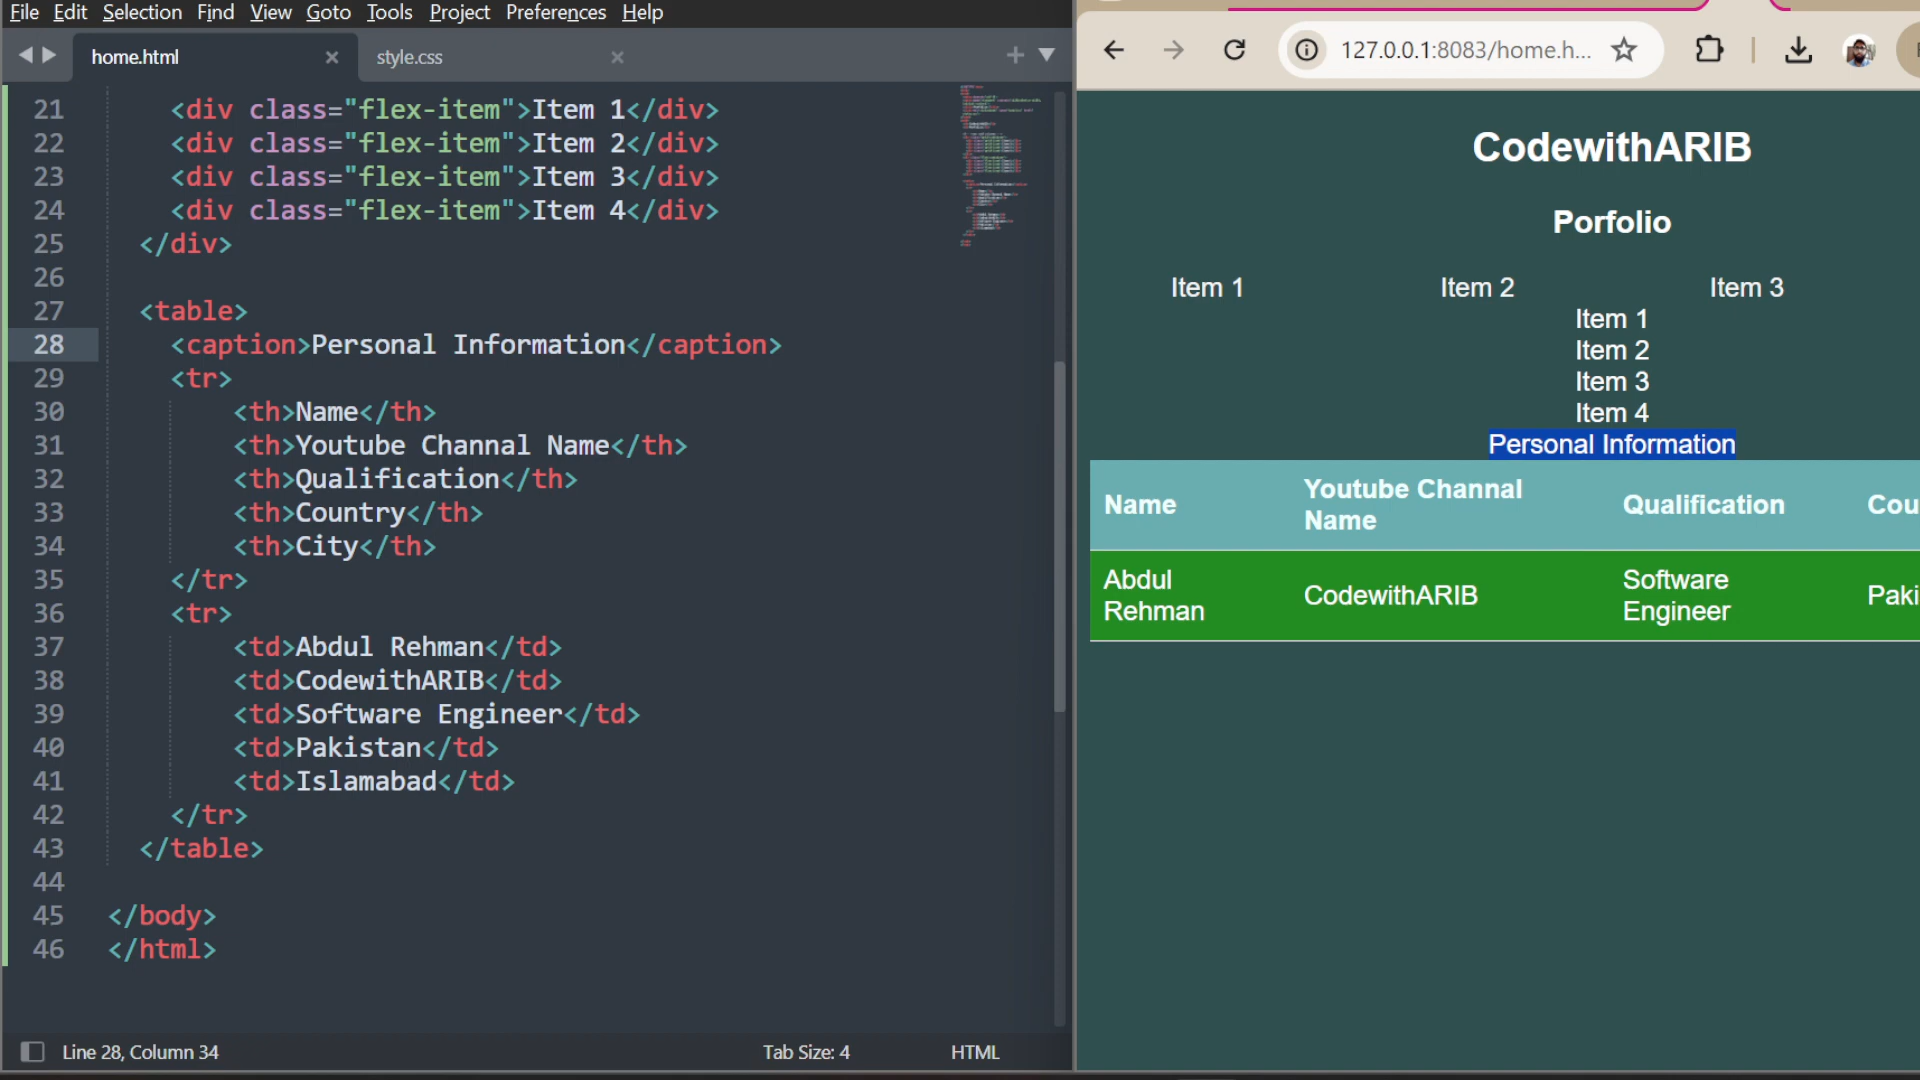 File Edit Selection Find View Goto Tools Project Preferences Help
home.html style.css
21 <div class="flex-item">Item 1</div>
22 <div class="flex-item">Item 2</div>
23 <div class="flex-item">Item 3</div>
24 <div class="flex-item">Item 4</div>
25 </div>
26
27 <table>
28 <caption>Personal Information</caption>
29 <tr>
30 <th>Name</th>
31 <th>Youtube Channal Name</th>
32 <th>Qualification</th>
33 <th>Country</th>
34 <th>City</th>
35 </tr>
36 <tr>
37 <td>Abdul Rehman</td>
38 <td>CodewithARIB</td>
39 <td>Software Engineer</td>
40 <td>Pakistan</td>
41 <td>Islamabad</td>
42 </tr>
43 </table>
44
45 </body>
46 </html>
Line 28, Column 34 Tab Size: 4 HTML
127.0.0.1:8083/home.h...
CodewithARIB
Porfolio
Item 1 Item 2 Item 3
Item 1
Item 2
Item 3
Item 4
Personal Information
Name Youtube Channal Name Qualification Cou
Abdul Rehman CodewithARIB Software Engineer Paki